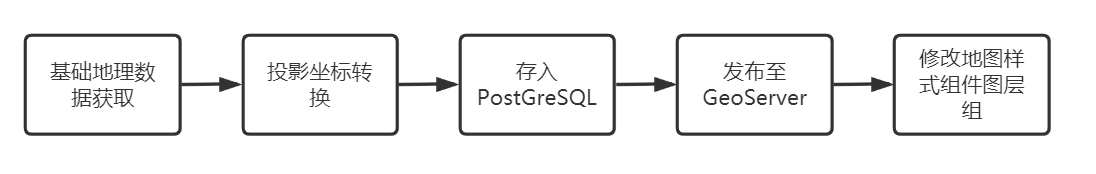 基础地理数
据获取
投影坐标转
换
存入
PostGreSQL
发布至
GeoServer
修改地图样
式组件图层
组